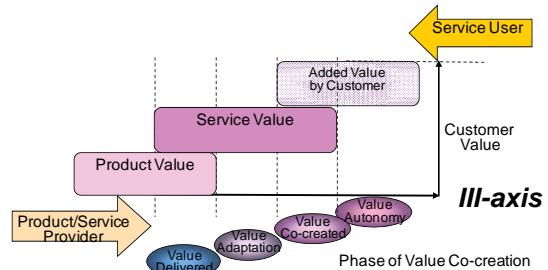 Service User
Added Value
by Customer
Service Value
Customer
Value
Product Value
III-axis
Product/Service
Provider
Value
Autonomy
Value
Co-created
Value
Adaptation
Value
Delivered
Phase of Value Co-creation